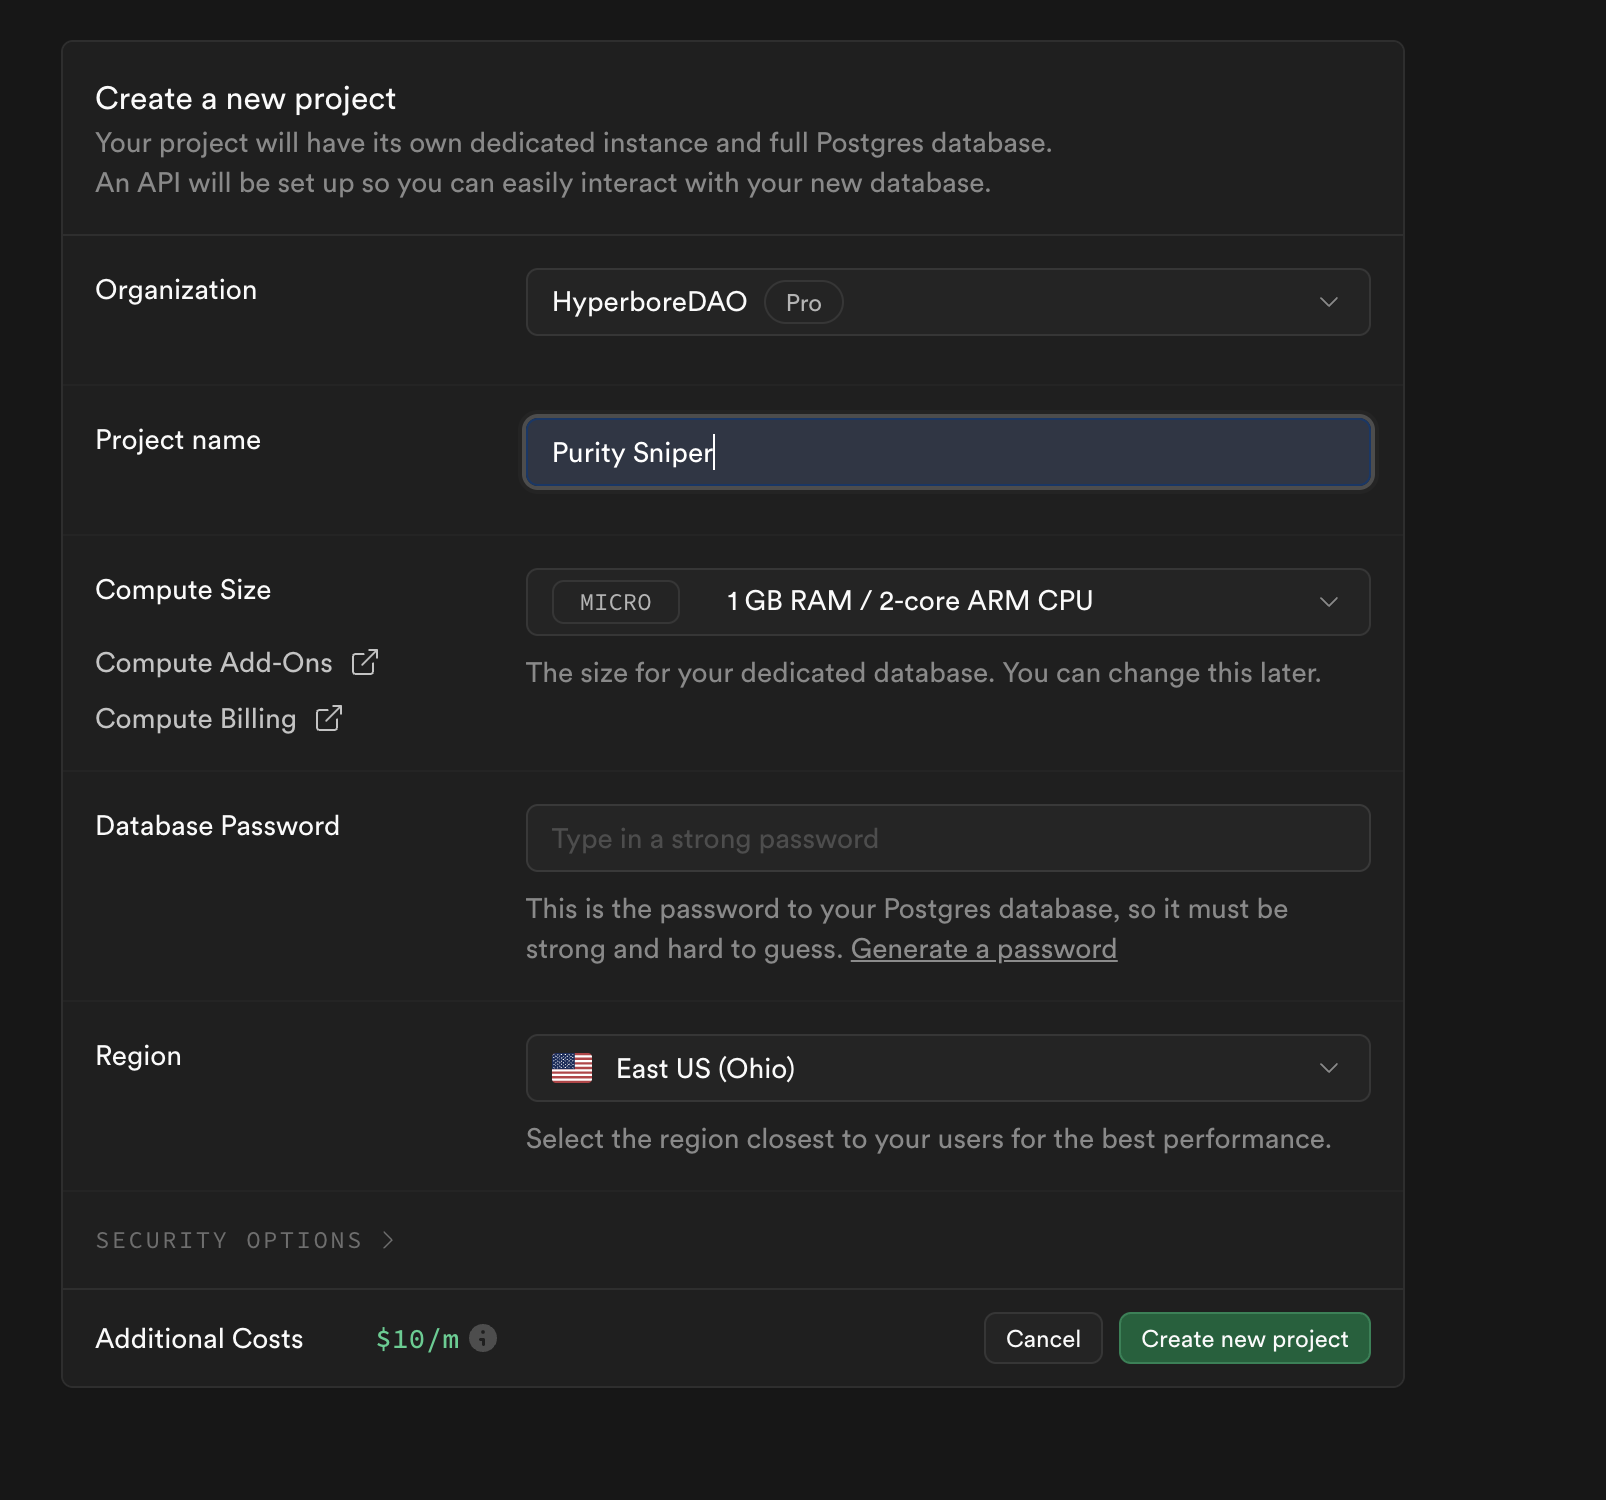 Create a new project
Your project will have its own dedicated instance and full Postgres database.
An API will be set up so you can easily interact with your new database.
Organization
HyperboreDAO Pro
Project name
Purity Sniper
Compute Size
MICRO 1 GB RAM / 2-core ARM CPU
Compute Add-Ons
The size for your dedicated database. You can change this later.
Compute Billing
Database Password
Type in a strong password
This is the password to your Postgres database, so it must be
strong and hard to guess. Generate a password
Region
East US (Ohio)
Select the region closest to your users for the best performance.
SECURITY OPTIONS
Additional Costs $10/m
Cancel
Create new project